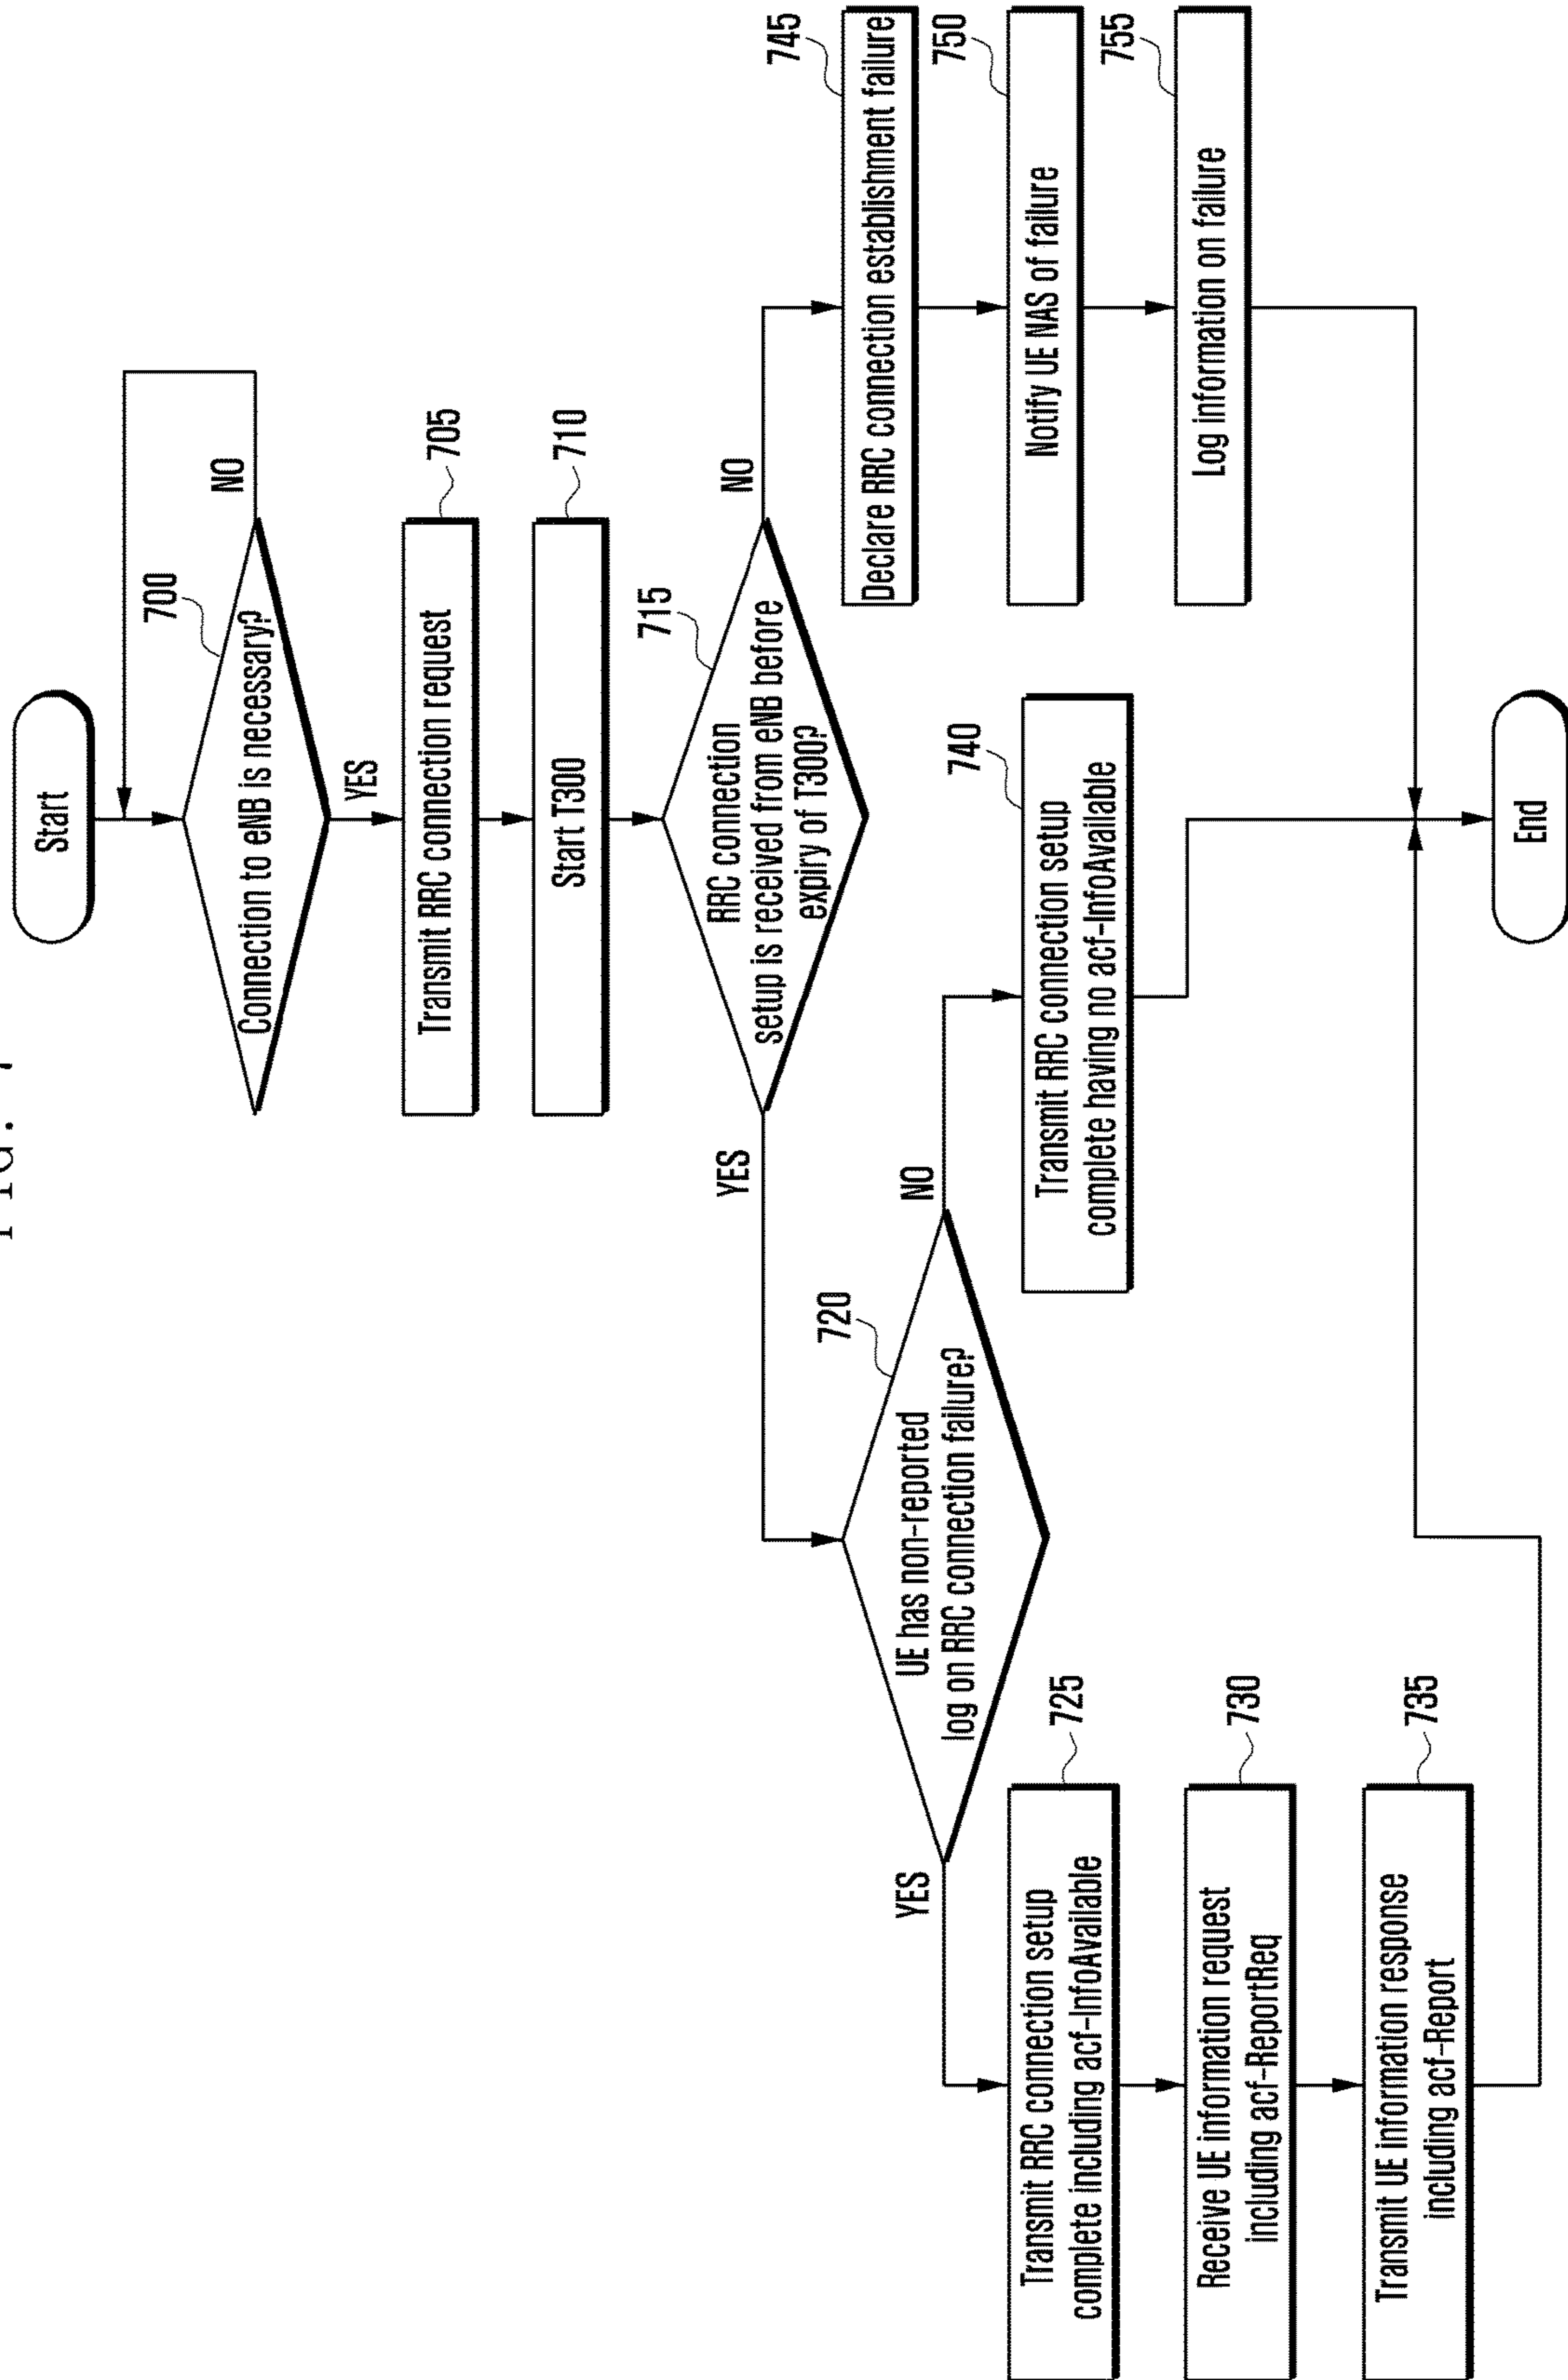 FIG. 7
Start
700
Connection to eNB is necessary?
NO
YES
705
Transmit RRC connection request
710
Start T300
715
RRC connection
setup is received from eNB before
expiry of T300?
YES
NO
720
UE has non-reported
log on RRC connection failure?
YES
NO
725
Transmit RRC connection setup
complete including acf-InfoAvailable
730
Receive UE information request
including acf-ReportReq
735
Transmit UE information response
including acf-Report
740
Transmit RRC connection setup
complete having no acf-InfoAvailable
745
Declare RRC connection establishment failure
750
Notify UE NAS of failure
755
Log information on failure
End